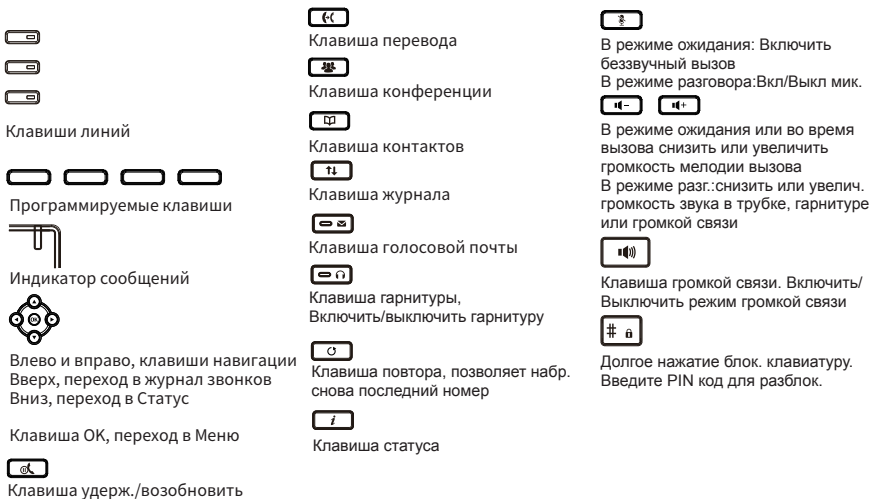 Клавиши линий
Программируемые клавиши
Индикатор сообщений
OK
Влево и вправо, клавиши навигации
Вверх, переход в журнал звонков
Вниз, переход в Статус
Клавиша OK, переход в Меню
Клавиша удерж./возобновить
Клавиша перевода
Клавиша конференции
Клавиша контактов
Клавиша журнала
Клавиша голосовой почты
Клавиша гарнитуры,
Включить/выключить гарнитуру
Клавиша повтора, позволяет набр.
снова последний номер
i
Клавиша статуса
В режиме ожидания: Включить
беззвучный вызов
В режиме разговора:Вкл/Выкл мик.
В режиме ожидания или во время
вызова снизить или увеличить
громкость мелодии вызова
В режиме разг.:снизить или увелич.
громкость звука в трубке, гарнитуре
или громкой связи
Клавиша громкой связи. Включить/
Выключить режим громкой связи
#
Долгое нажатие блок. клавиатуру.
Введите PIN код для разблок.